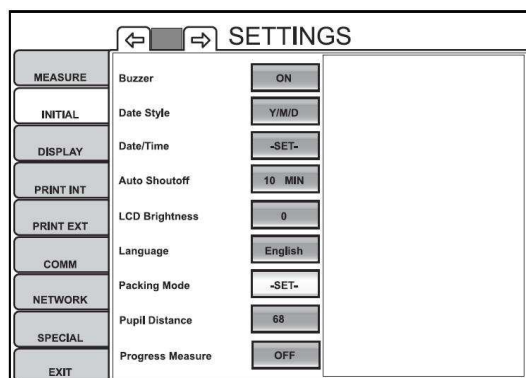 SETTINGS
MEASURE
INITIAL
DISPLAY
PRINT INT
PRINT EXT
COMM
NETWORK
SPECIAL
EXIT
Buzzer ON
Date Style Y/M/D
Date/Time -SET-
Auto Shoutoff 10 MIN
LCD Brightness 0
Language English
Packing Mode -SET-
Pupil Distance 68
Progress Measure OFF